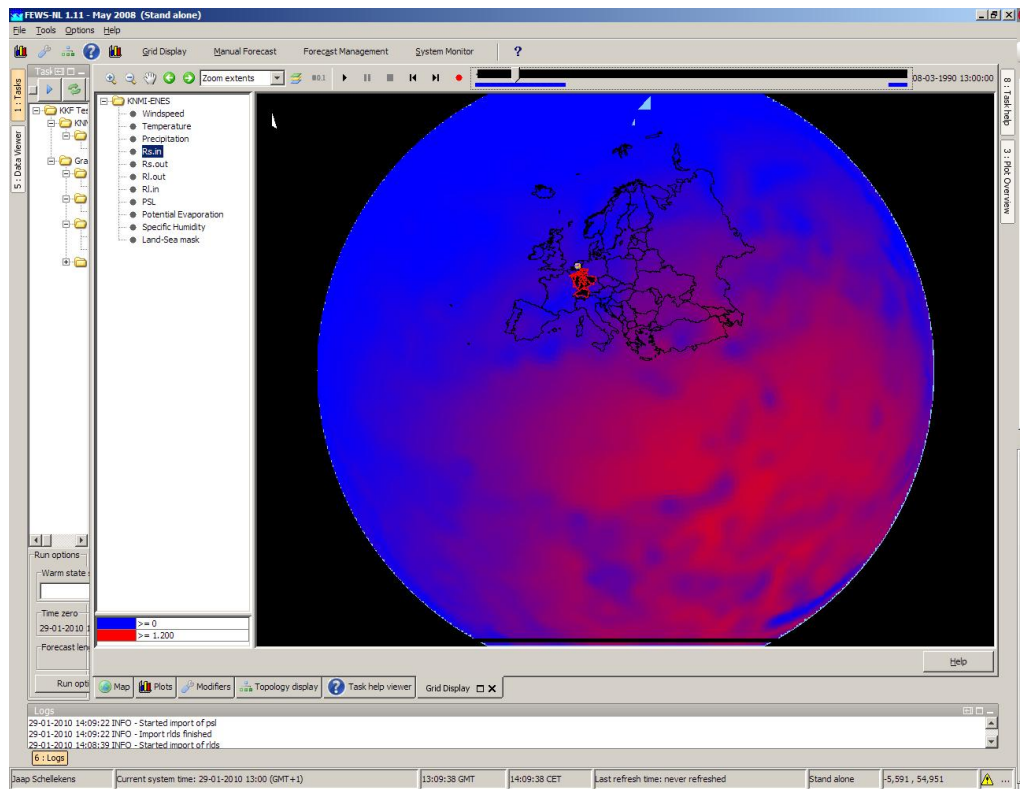 FEWS-NL 1.11 - May 2008 (Stand alone)
File Tools Options Help
Grid Display Manual Forecast Forecast Management System Monitor ?
Zoom extents 08-03-1990 13:00:00
1 : Tasks
5 : Data Viewer
KKF Tes
KNM
Gra
KNMI-ENES
Windspeed
Temperature
Precipitation
Rs.in
Rs.out
Rl.out
Rl.in
PSL
Potential Evaporation
Specific Humidity
Land-Sea mask
8 : Task help
3 : Plot Overview
Run options
Warm state s
Time zero
29-01-2010 1
Forecast len
Run opti
>= 0
>= 1.200
Help
Map Plots Modifiers Topology display Task help viewer Grid Display
Logs
29-01-2010 14:09:22 INFO - Started import of psl
29-01-2010 14:09:22 INFO - Import rlds finished
29-01-2010 14:08:39 INFO - Started import of rlds
6 : Logs
Jaap Schellekens Current system time: 29-01-2010 13:00 (GMT+1) 13:09:38 GMT 14:09:38 CET Last refresh time: never refreshed Stand alone -5,591 , 54,951 ...